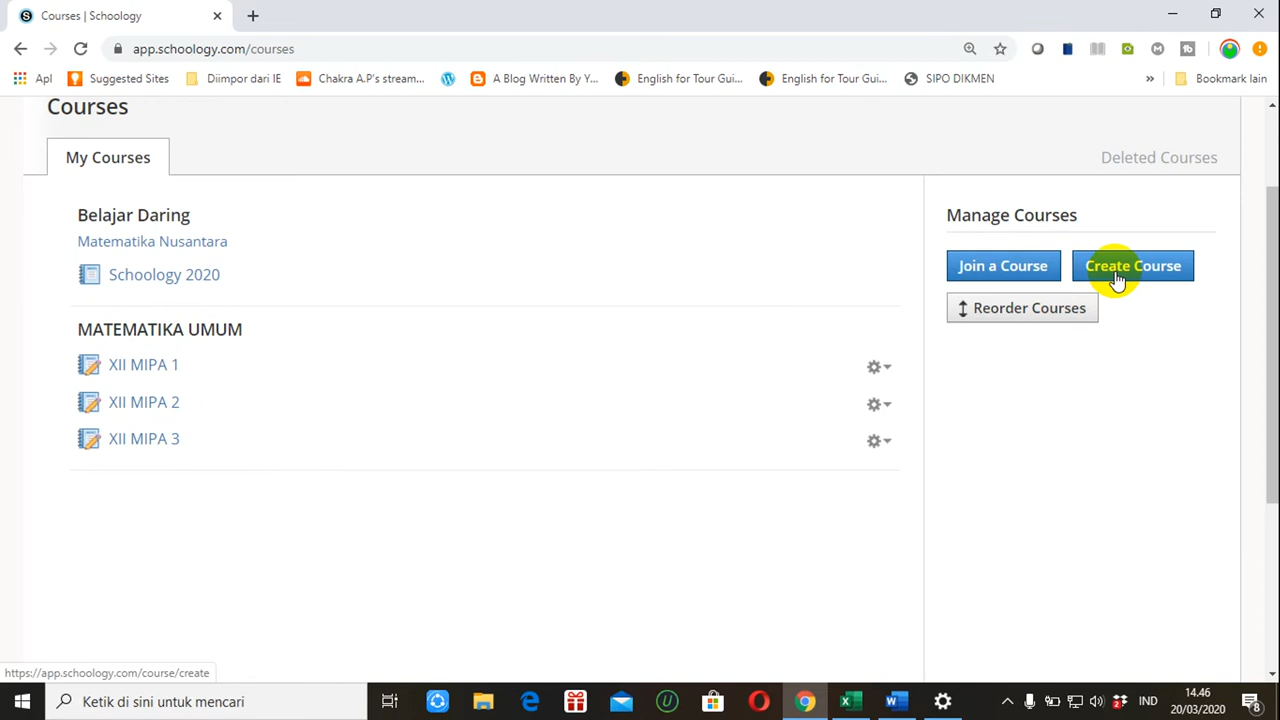 Courses | Schoology
app.schoology.com/courses
Apl
Suggested Sites
Diimpor dari IE
Chakra A.P's stream...
A Blog Written By Y...
English for Tour Gui...
English for Tour Gui...
SIPO DIKMEN
Bookmark lain
Courses
My Courses
Deleted Courses
Belajar Daring
Matematika Nusantara
Schoology 2020
MATEMATIKA UMUM
XII MIPA 1
XII MIPA 2
XII MIPA 3
Manage Courses
Join a Course
Create Course
Reorder Courses
https://app.schoology.com/course/create
Ketik di sini untuk mencari
IND
14.46
20/03/2020